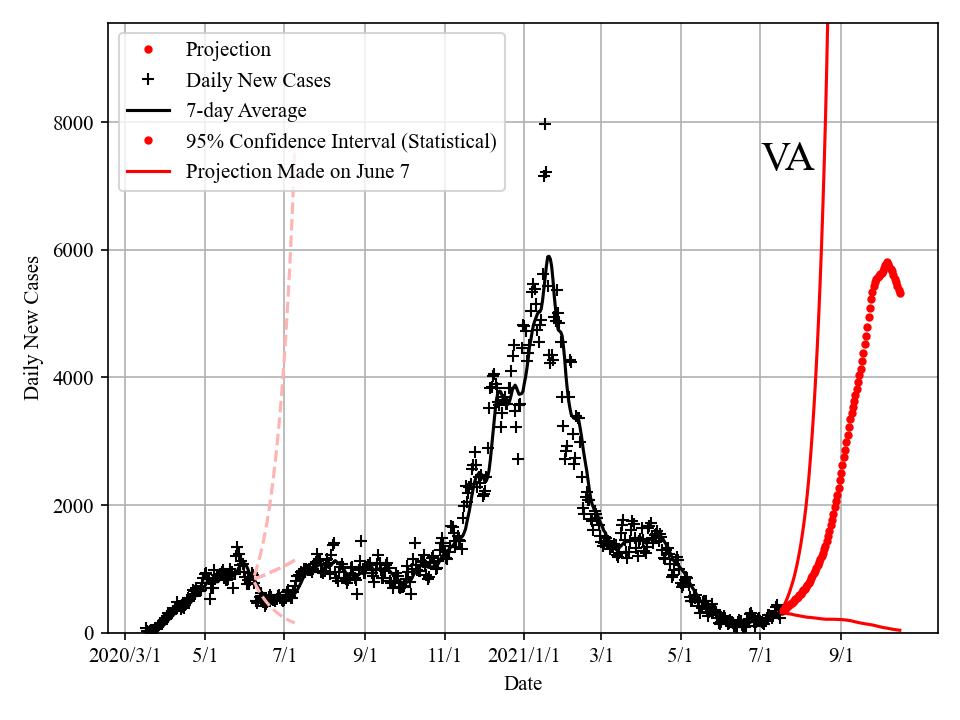 Projection
Daily New Cases
7-day Average
95% Confidence Interval (Statistical)
Projection Made on June 7
VA
8000
6000
4000
2000
0
Daily New Cases
2020/3/1 5/1 7/1 9/1 11/1 2021/1/1 3/1 5/1 7/1 9/1
Date